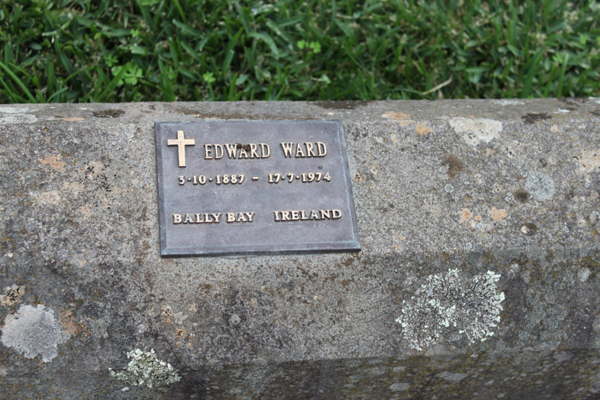 EDWARD WARD
3·10·1887 - 17·7·1974
BALLY BAY IRELAND